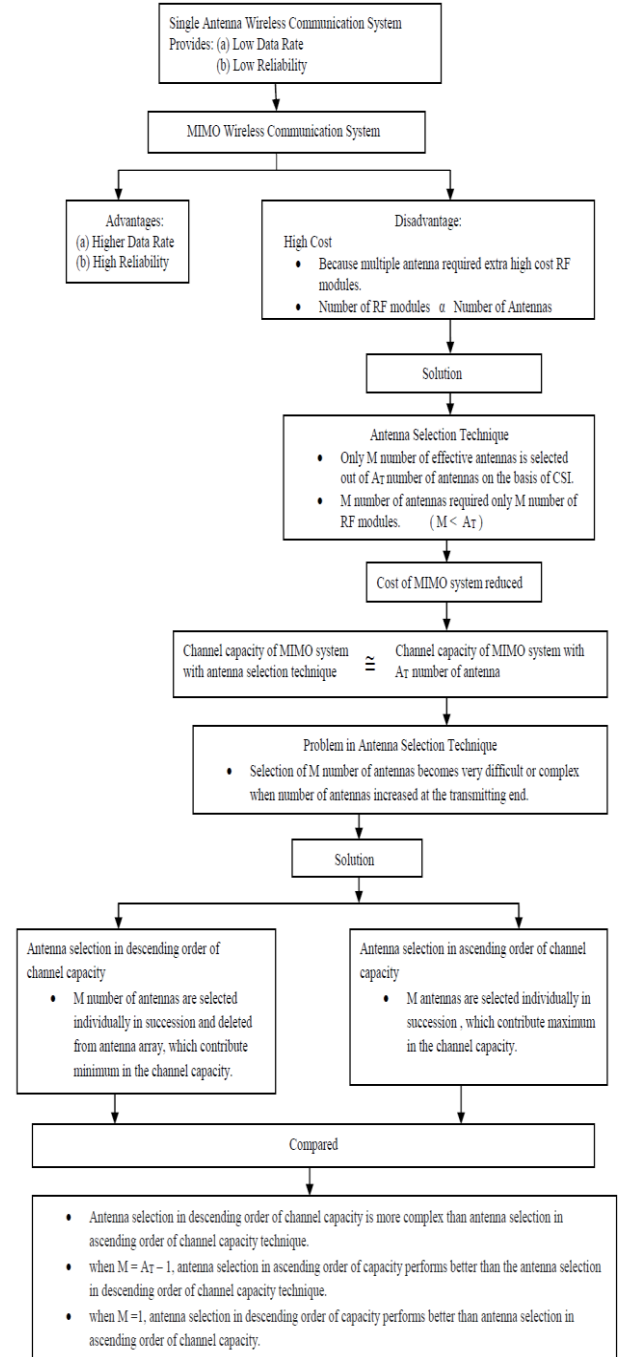 Single Antenna Wireless Communication System
Provides: (a) Low Data Rate
(b) Low Reliability
MIMO Wireless Communication System
Advantages:
(a) Higher Data Rate
(b) High Reliability
Disadvantage:
High Cost
• Because multiple antenna required extra high cost RF
modules.
• Number of RF modules α Number of Antennas
Solution
Antenna Selection Technique
• Only M number of effective antennas is selected
out of AT number of antennas on the basis of CSI.
• M number of antennas required only M number of
RF modules. ( M < AT )
Cost of MIMO system reduced
Channel capacity of MIMO system
with antenna selection technique
≅
Channel capacity of MIMO system with
AT number of antenna
Problem in Antenna Selection Technique
• Selection of M number of antennas becomes very difficult or complex
when number of antennas increased at the transmitting end.
Solution
Antenna selection in descending order of
channel capacity
• M number of antennas are selected
individually in succession and deleted
from antenna array, which contribute
minimum in the channel capacity.
Antenna selection in ascending order of channel
capacity
• M antennas are selected individually in
succession , which contribute maximum
in the channel capacity.
Compared
• Antenna selection in descending order of channel capacity is more complex than antenna selection in
ascending order of channel capacity technique.
• when M = AT – 1, antenna selection in ascending order of capacity performs better than the antenna selection
in descending order of channel capacity technique.
• when M =1, antenna selection in descending order of capacity performs better than antenna selection in
ascending order of channel capacity.